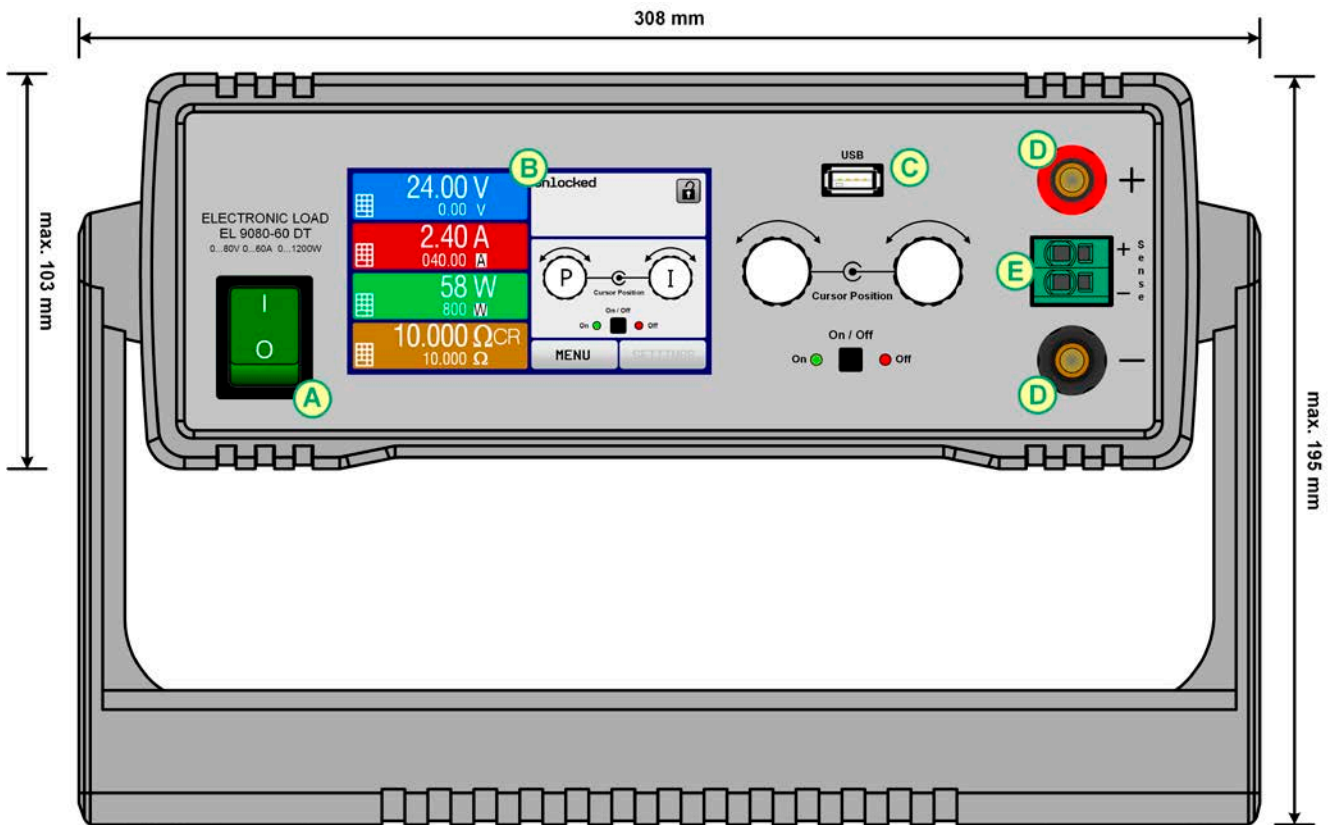 308 mm
max. 103 mm
ELECTRONIC LOAD
EL 9080-60 DT
0...80V 0...60A 0...1200W
I
O
A
B
24.00 V
0.00 V
2.40 A
040.00 A
58 W
800 W
10.000 Ω CR
10.000 Ω
Unlocked
P
I
Cursor Position
On / Off
On
Off
MENU
SETTINGS
USB
C
Cursor Position
On / Off
On
Off
D
+
E
+
Sense
−
D
−
max. 195 mm